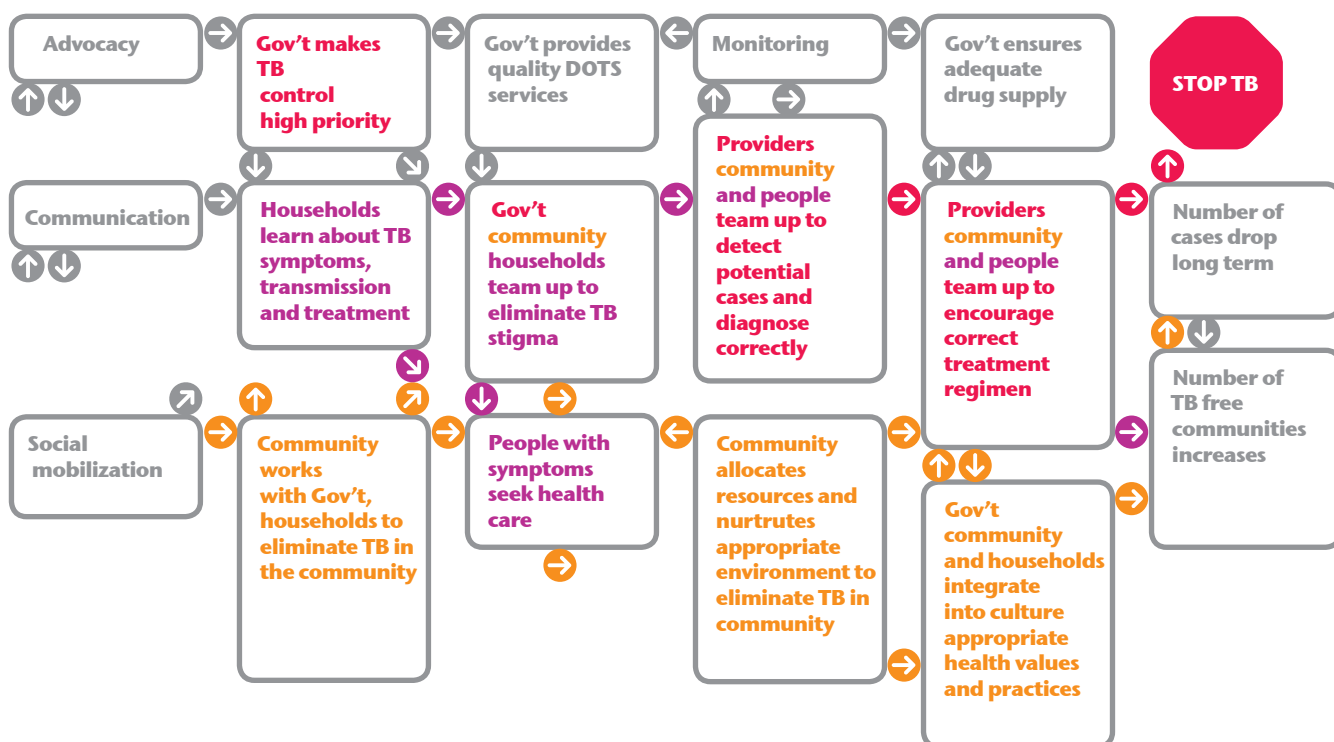 Advocacy
Gov't makes
TB
control
high priority
Gov't provides
quality DOTS
services
Monitoring
Gov't ensures
adequate
drug supply
STOP TB
Communication
Households
learn about TB
symptoms,
transmission
and treatment
Gov't
community
households
team up to
eliminate TB
stigma
Providers
community
and people
team up to
detect
potential
cases and
diagnose
correctly
Providers
community
and people
team up to
encourage
correct
treatment
regimen
Number of
cases drop
long term
Social
mobilization
Community
works
with Gov't,
households to
eliminate TB in
the community
People with
symptoms
seek health
care
Community
allocates
resources and
nurtrutes
appropriate
environment to
eliminate TB in
community
Gov't
community
and households
integrate
into culture
appropriate
health values
and practices
Number of
TB free
communities
increases